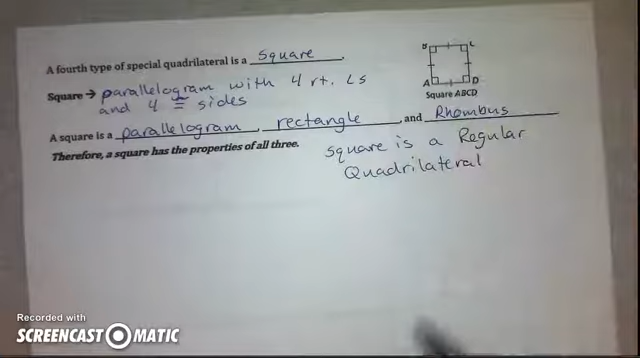 A fourth type of special quadrilateral is a square.
B
C
A
D
Square ABCD
Square → parallelogram with 4 rt. ∠s
and 4 ≅ sides
A square is a parallelogram, rectangle, and Rhombus
Therefore, a square has the properties of all three.
square is a Regular
Quadrilateral
Recorded with
SCREENCAST-O-MATIC